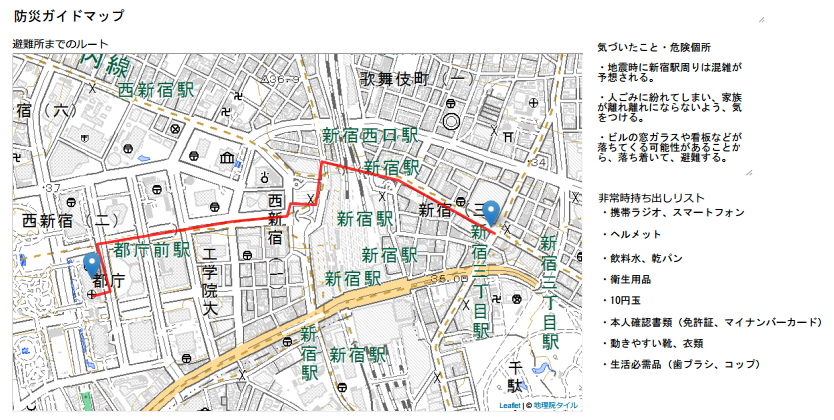 防災ガイドマップ
避難所までのルート
内線
西新宿駅
36.9
歌舞伎町（一）
宿（六）
新宿西口駅
新宿駅
34
37
西新宿（二）
西新宿（一）
新宿（三）
新宿駅
都庁前駅
都庁
工学院大
新宿駅
新宿駅
35.0
新宿三丁目駅
新宿三丁目駅
新宿駅
新宿駅
千駄
Leaflet | © 地理院タイル
気づいたこと・危険個所
・地震時に新宿駅周りは混雑が
予想される。
・人ごみに紛れてしまい、家族
が離れ離れにならないよう、気
をつける。
・ビルの窓ガラスや看板などが
落ちてくる可能性があることか
ら、落ち着いて、避難する。
非常時持ち出しリスト
・携帯ラジオ、スマートフォン
・ヘルメット
・飲料水、乾パン
・衛生用品
・10円玉
・本人確認書類（免許証、マイナンバーカード）
・動きやすい靴、衣類
・生活必需品（歯ブラシ、コップ）